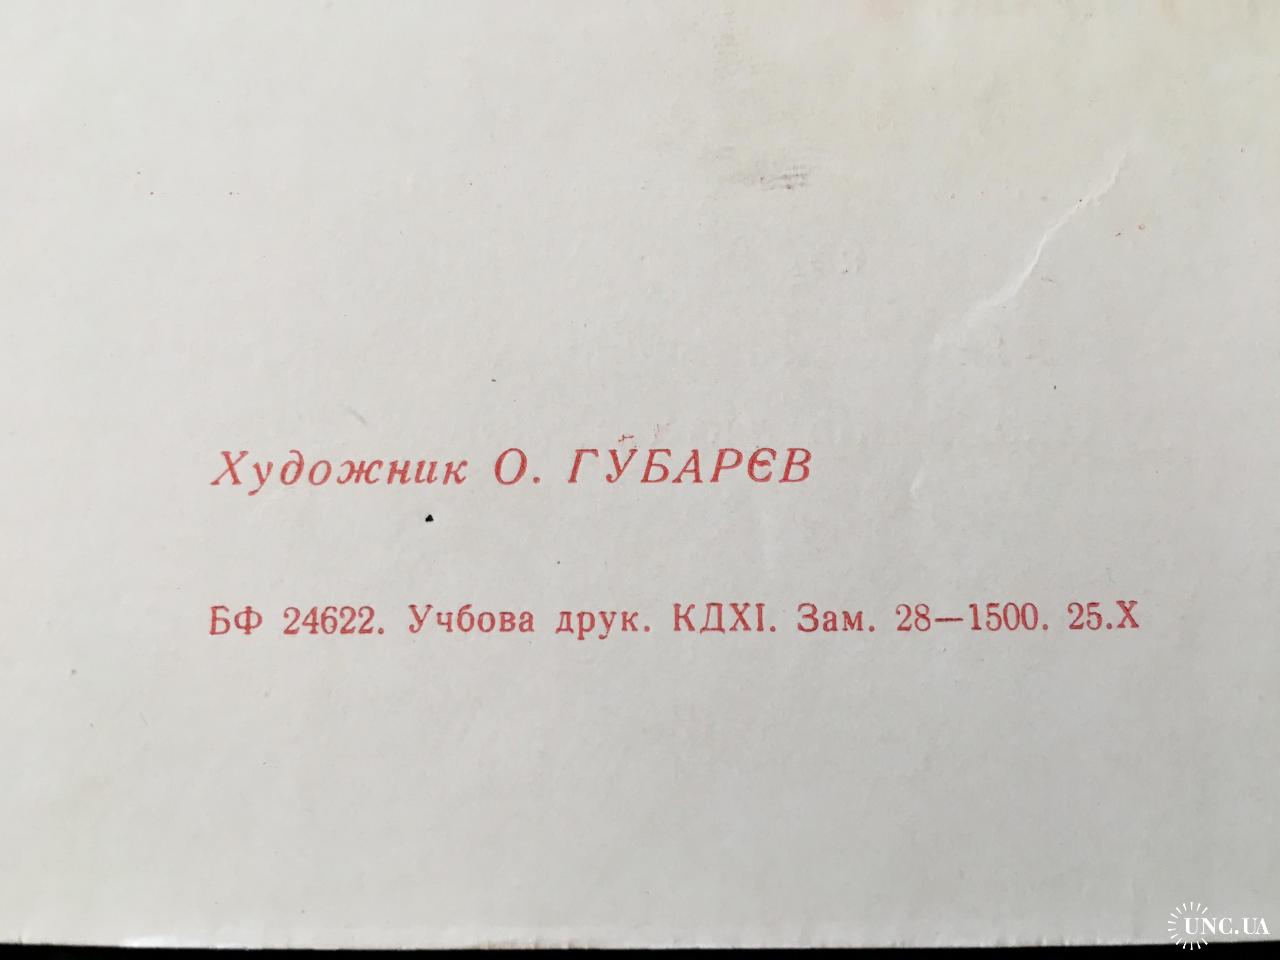 Художник О. ГУБАРЄВ
БФ 24622. Учбова друк. КДХІ. Зам. 28—1500. 25.X
UNC.UA